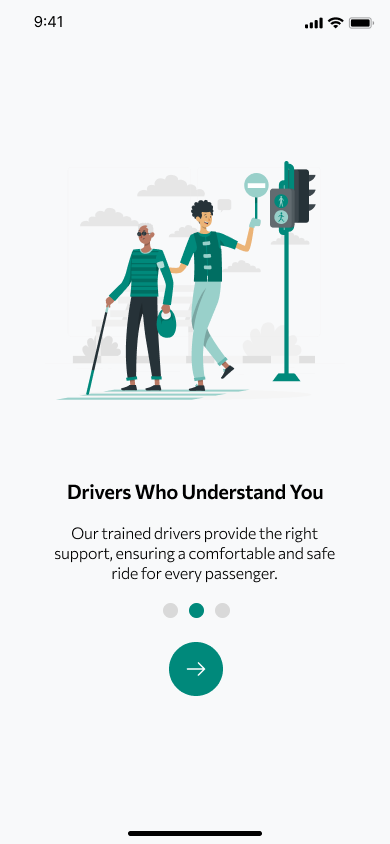 9:41
Drivers Who Understand You
Our trained drivers provide the right
support, ensuring a comfortable and safe
ride for every passenger.